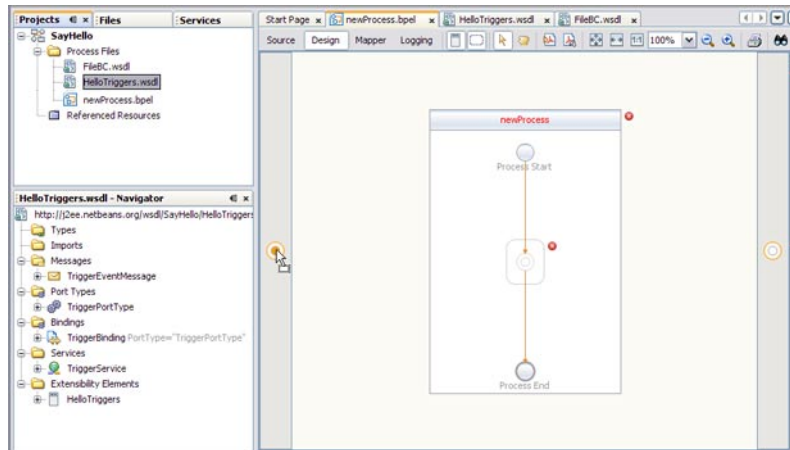 Projects Files Services
SayHello
Process Files
FileBC.wsdl
HelloTriggers.wsdl
newProcess.bpel
Referenced Resources
HelloTriggers.wsdl - Navigator
http://j2ee.netbeans.org/wsdl/SayHello/HelloTriggers
Types
Imports
Messages
TriggerEventMessage
Port Types
TriggerPortType
Bindings
TriggerBinding PortType="TriggerPortType"
Services
TriggerService
Extensibility Elements
HelloTriggers
Start Page newProcess.bpel HelloTriggers.wsdl FileBC.wsdl
Source Design Mapper Logging 1:1 100%
newProcess
Process Start
Process End